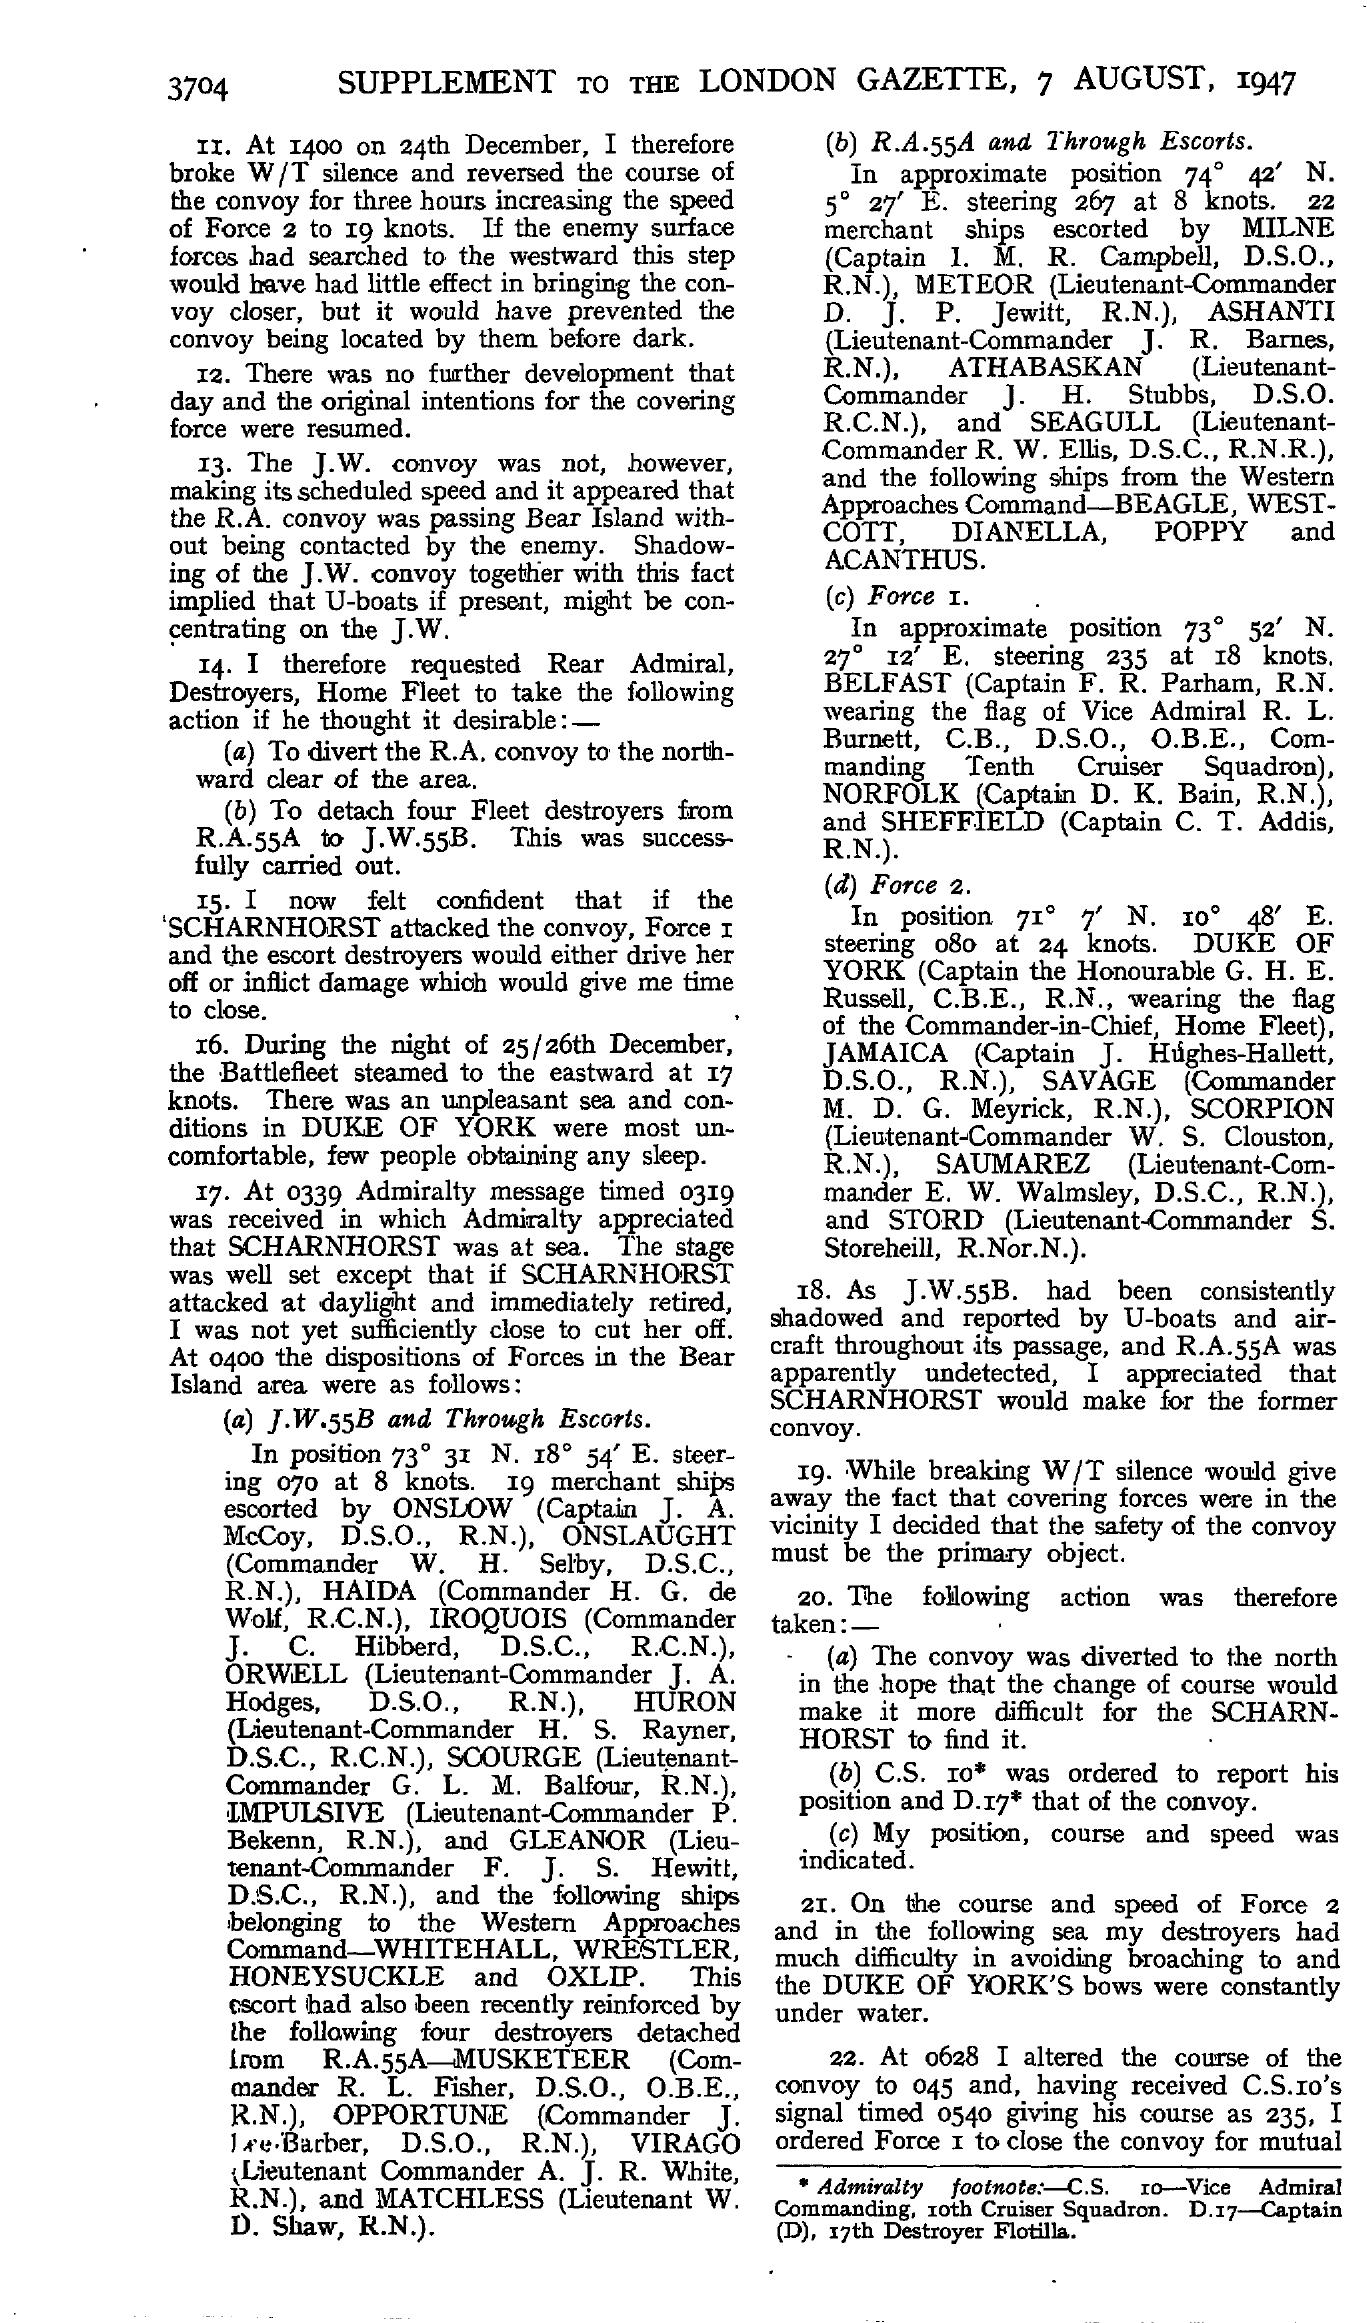 3704 SUPPLEMENT TO THE LONDON GAZETTE, 7 AUGUST, 1947
11. At 1400 on 24th December, I therefore
broke W/T silence and reversed the course of
the convoy for three hours increasing the speed
of Force 2 to 19 knots. If the enemy surface
forces had searched to the westward this step
would have had little effect in bringing the con-
voy closer, but it would have prevented the
convoy being located by them before dark.
12. There was no further development that
day and the original intentions for the covering
force were resumed.
13. The J.W. convoy was not, however,
making its scheduled speed and it appeared that
the R.A. convoy was passing Bear Island with-
out being contacted by the enemy. Shadow-
ing of the J.W. convoy together with this fact
implied that U-boats if present, might be con-
centrating on the J.W.
14. I therefore requested Rear Admiral,
Destroyers, Home Fleet to take the following
action if he thought it desirable:—
(a) To divert the R.A. convoy to the north-
ward clear of the area.
(b) To detach four Fleet destroyers from
R.A.55A to J.W.55B. This was success-
fully carried out.
15. I now felt confident that if the
'SCHARNHORST attacked the convoy, Force 1
and the escort destroyers would either drive her
off or inflict damage which would give me time
to close.
16. During the night of 25/26th December,
the Battlefleet steamed to the eastward at 17
knots. There was an unpleasant sea and con-
ditions in DUKE OF YORK were most un-
comfortable, few people obtaining any sleep.
17. At 0339 Admiralty message timed 0319
was received in which Admiralty appreciated
that SCHARNHORST was at sea. The stage
was well set except that if SCHARNHORST
attacked at daylight and immediately retired,
I was not yet sufficiently close to cut her off.
At 0400 the dispositions of Forces in the Bear
Island area were as follows:
(a) J.W.55B and Through Escorts.
In position 73° 31 N. 18° 54′ E. steer-
ing 070 at 8 knots. 19 merchant ships
escorted by ONSLOW (Captain J. A.
McCoy, D.S.O., R.N.), ONSLAUGHT
(Commander W. H. Selby, D.S.C.,
R.N.), HAIDA (Commander H. G. de
Wolf, R.C.N.), IROQUOIS (Commander
J. C. Hibberd, D.S.C., R.C.N.),
ORWELL (Lieutenant-Commander J. A.
Hodges, D.S.O., R.N.), HURON
(Lieutenant-Commander H. S. Rayner,
D.S.C., R.C.N.), SCOURGE (Lieutenant-
Commander G. L. M. Balfour, R.N.),
IMPULSIVE (Lieutenant-Commander P.
Bekenn, R.N.), and GLEANOR (Lieu-
tenant-Commander F. J. S. Hewitt,
D.S.C., R.N.), and the following ships
belonging to the Western Approaches
Command—WHITEHALL, WRESTLER,
HONEYSUCKLE and OXLIP. This
escort had also been recently reinforced by
the following four destroyers detached
from R.A.55A—MUSKETEER (Com-
mander R. L. Fisher, D.S.O., O.B.E.,
R.N.), OPPORTUNE (Commander J.
Lee-Barber, D.S.O., R.N.), VIRAGO
(Lieutenant Commander A. J. R. White,
R.N.), and MATCHLESS (Lieutenant W.
D. Shaw, R.N.).
(b) R.A.55A and Through Escorts.
In approximate position 74° 42′ N.
5° 27′ E. steering 267 at 8 knots. 22
merchant ships escorted by MILNE
(Captain I. M. R. Campbell, D.S.O.,
R.N.), METEOR (Lieutenant-Commander
D. J. P. Jewitt, R.N.), ASHANTI
(Lieutenant-Commander J. R. Barnes,
R.N.), ATHABASKAN (Lieutenant-
Commander J. H. Stubbs, D.S.O.
R.C.N.), and SEAGULL (Lieutenant-
Commander R. W. Ellis, D.S.C., R.N.R.),
and the following ships from the Western
Approaches Command—BEAGLE, WEST-
COTT, DIANELLA, POPPY and
ACANTHUS.
(c) Force 1.
In approximate position 73° 52′ N.
27° 12′ E. steering 235 at 18 knots.
BELFAST (Captain F. R. Parham, R.N.
wearing the flag of Vice Admiral R. L.
Burnett, C.B., D.S.O., O.B.E., Com-
manding Tenth Cruiser Squadron),
NORFOLK (Captain D. K. Bain, R.N.),
and SHEFFIELD (Captain C. T. Addis,
R.N.).
(d) Force 2.
In position 71° 7′ N. 10° 48′ E.
steering 080 at 24 knots. DUKE OF
YORK (Captain the Honourable G. H. E.
Russell, C.B.E., R.N., wearing the flag
of the Commander-in-Chief, Home Fleet),
JAMAICA (Captain J. Hughes-Hallett,
D.S.O., R.N.), SAVAGE (Commander
M. D. G. Meyrick, R.N.), SCORPION
(Lieutenant-Commander W. S. Clouston,
R.N.), SAUMAREZ (Lieutenant-Com-
mander E. W. Walmsley, D.S.C., R.N.),
and STORD (Lieutenant-Commander S.
Storeheill, R.Nor.N.).
18. As J.W.55B. had been consistently
shadowed and reported by U-boats and air-
craft throughout its passage, and R.A.55A was
apparently undetected, I appreciated that
SCHARNHORST would make for the former
convoy.
19. While breaking W/T silence would give
away the fact that covering forces were in the
vicinity I decided that the safety of the convoy
must be the primary object.
20. The following action was therefore
taken:—
(a) The convoy was diverted to the north
in the hope that the change of course would
make it more difficult for the SCHARN-
HORST to find it.
(b) C.S. 10* was ordered to report his
position and D.17* that of the convoy.
(c) My position, course and speed was
indicated.
21. On the course and speed of Force 2
and in the following sea my destroyers had
much difficulty in avoiding broaching to and
the DUKE OF YORK'S bows were constantly
under water.
22. At 0628 I altered the course of the
convoy to 045 and, having received C.S.10's
signal timed 0540 giving his course as 235, I
ordered Force 1 to close the convoy for mutual
* Admiralty footnote:—C.S. 10—Vice Admiral
Commanding, 10th Cruiser Squadron. D.17—Captain
(D), 17th Destroyer Flotilla.